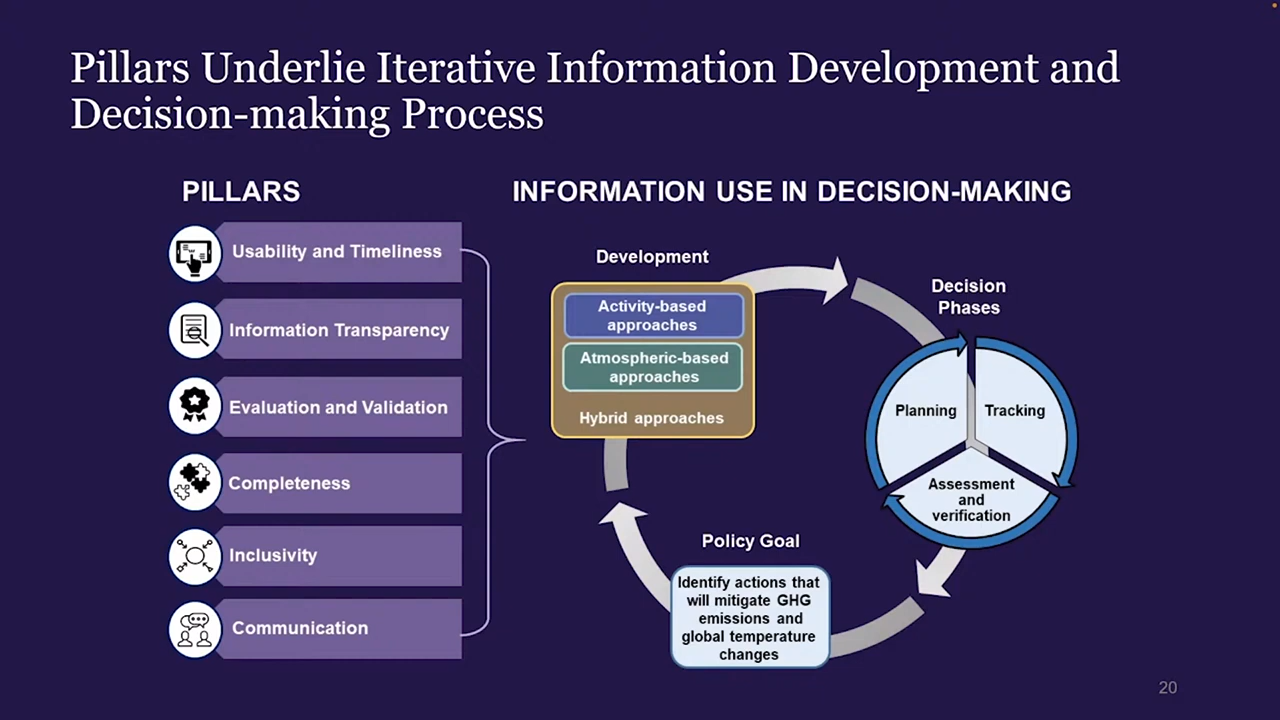 Pillars Underlie Iterative Information Development and
Decision-making Process
PILLARS
Usability and Timeliness
Information Transparency
Evaluation and Validation
Completeness
Inclusivity
Communication
INFORMATION USE IN DECISION-MAKING
Development
Activity-based
approaches
Atmospheric-based
approaches
Hybrid approaches
Decision
Phases
Planning
Tracking
Assessment
and
verification
Policy Goal
Identify actions that
will mitigate GHG
emissions and
global temperature
changes
20